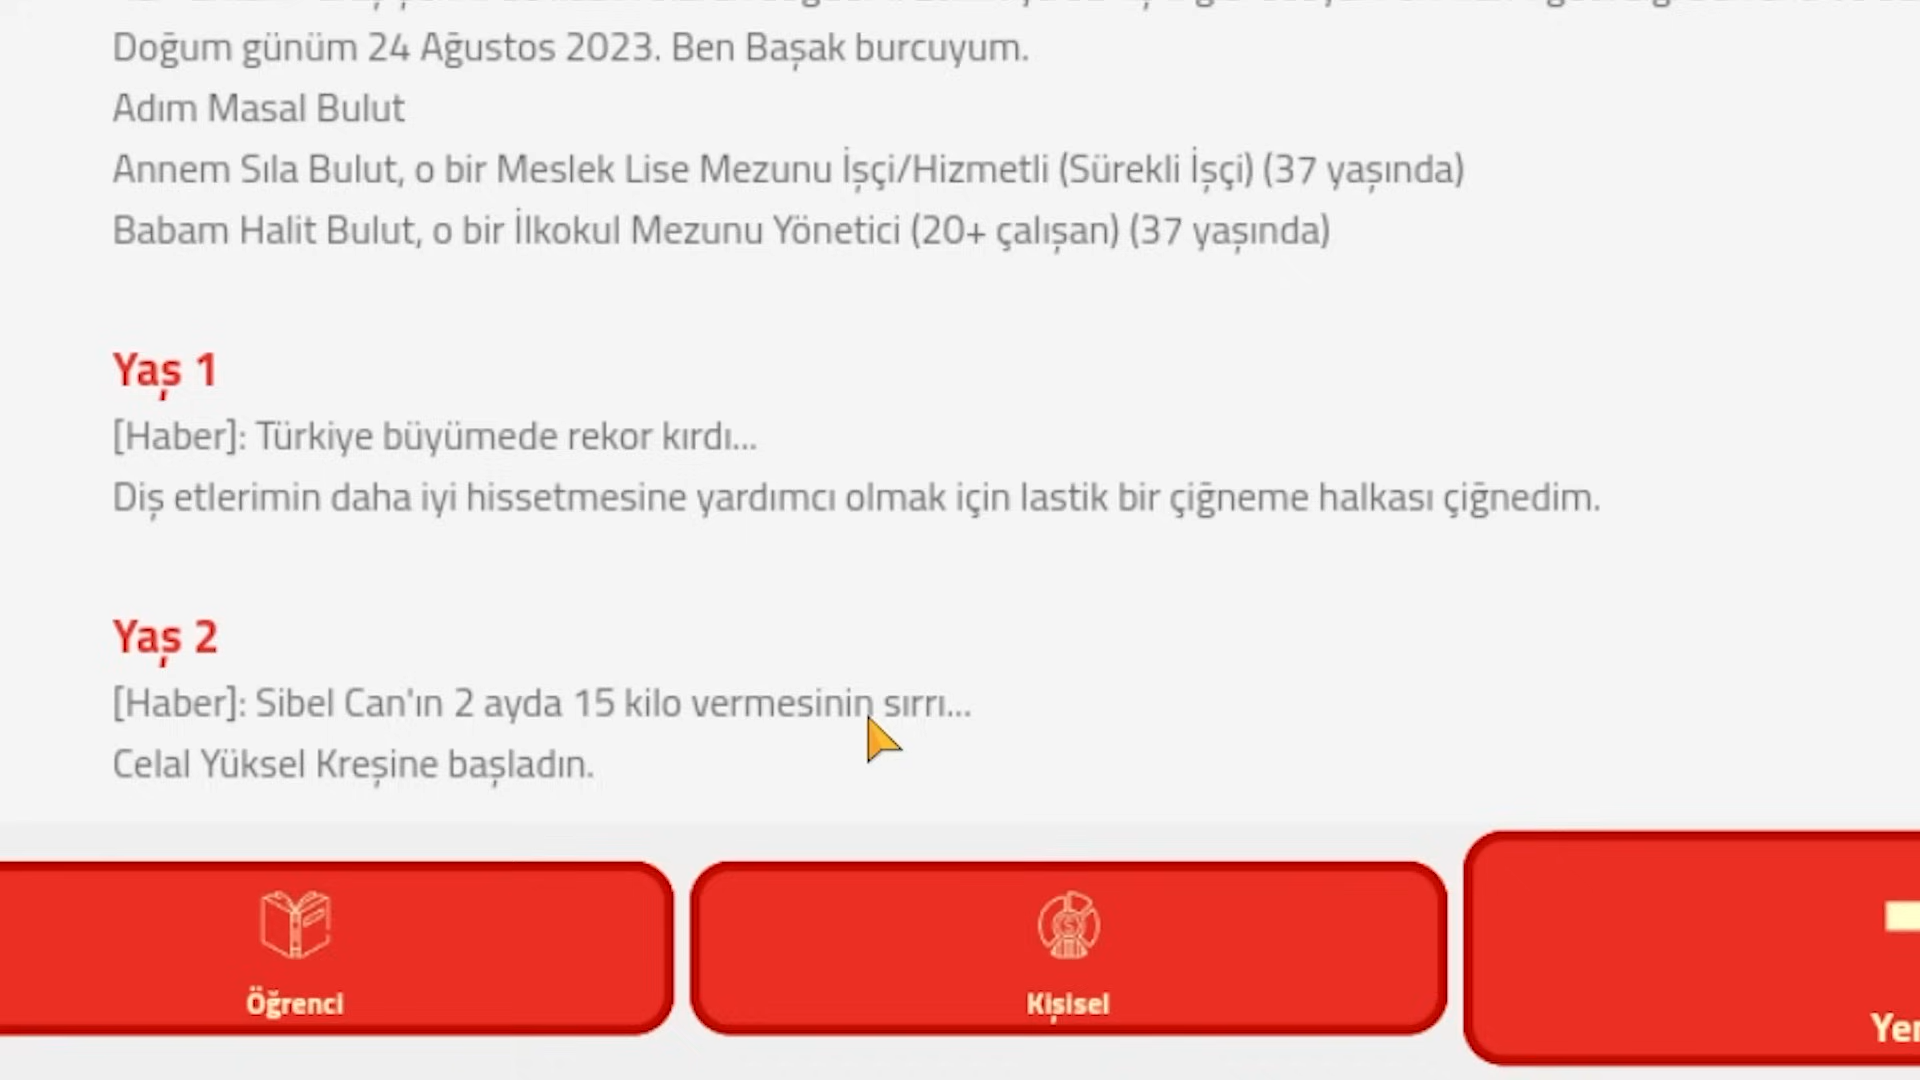 Doğum günüm 24 Ağustos 2023. Ben Başak burcuyum.
Adım Masal Bulut
Annem Sıla Bulut, o bir Meslek Lise Mezunu İşçi/Hizmetli (Sürekli İşçi) (37 yaşında)
Babam Halit Bulut, o bir İlkokul Mezunu Yönetici (20+ çalışan) (37 yaşında)
Yaş 1
[Haber]: Türkiye büyümede rekor kırdı...
Diş etlerimin daha iyi hissetmesine yardımcı olmak için lastik bir çiğneme halkası çiğnedim.
Yaş 2
[Haber]: Sibel Can'ın 2 ayda 15 kilo vermesinin sırrı...
Celal Yüksel Kreşine başladın.
Öğrenci
Kişisel